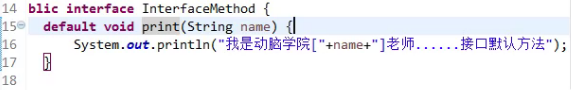 14 blic interface InterfaceMethod {
15 default void print(String name) {
16 System.out.println("我是动脑学院["+name+"]老师......接口默认方法");
17 }
18